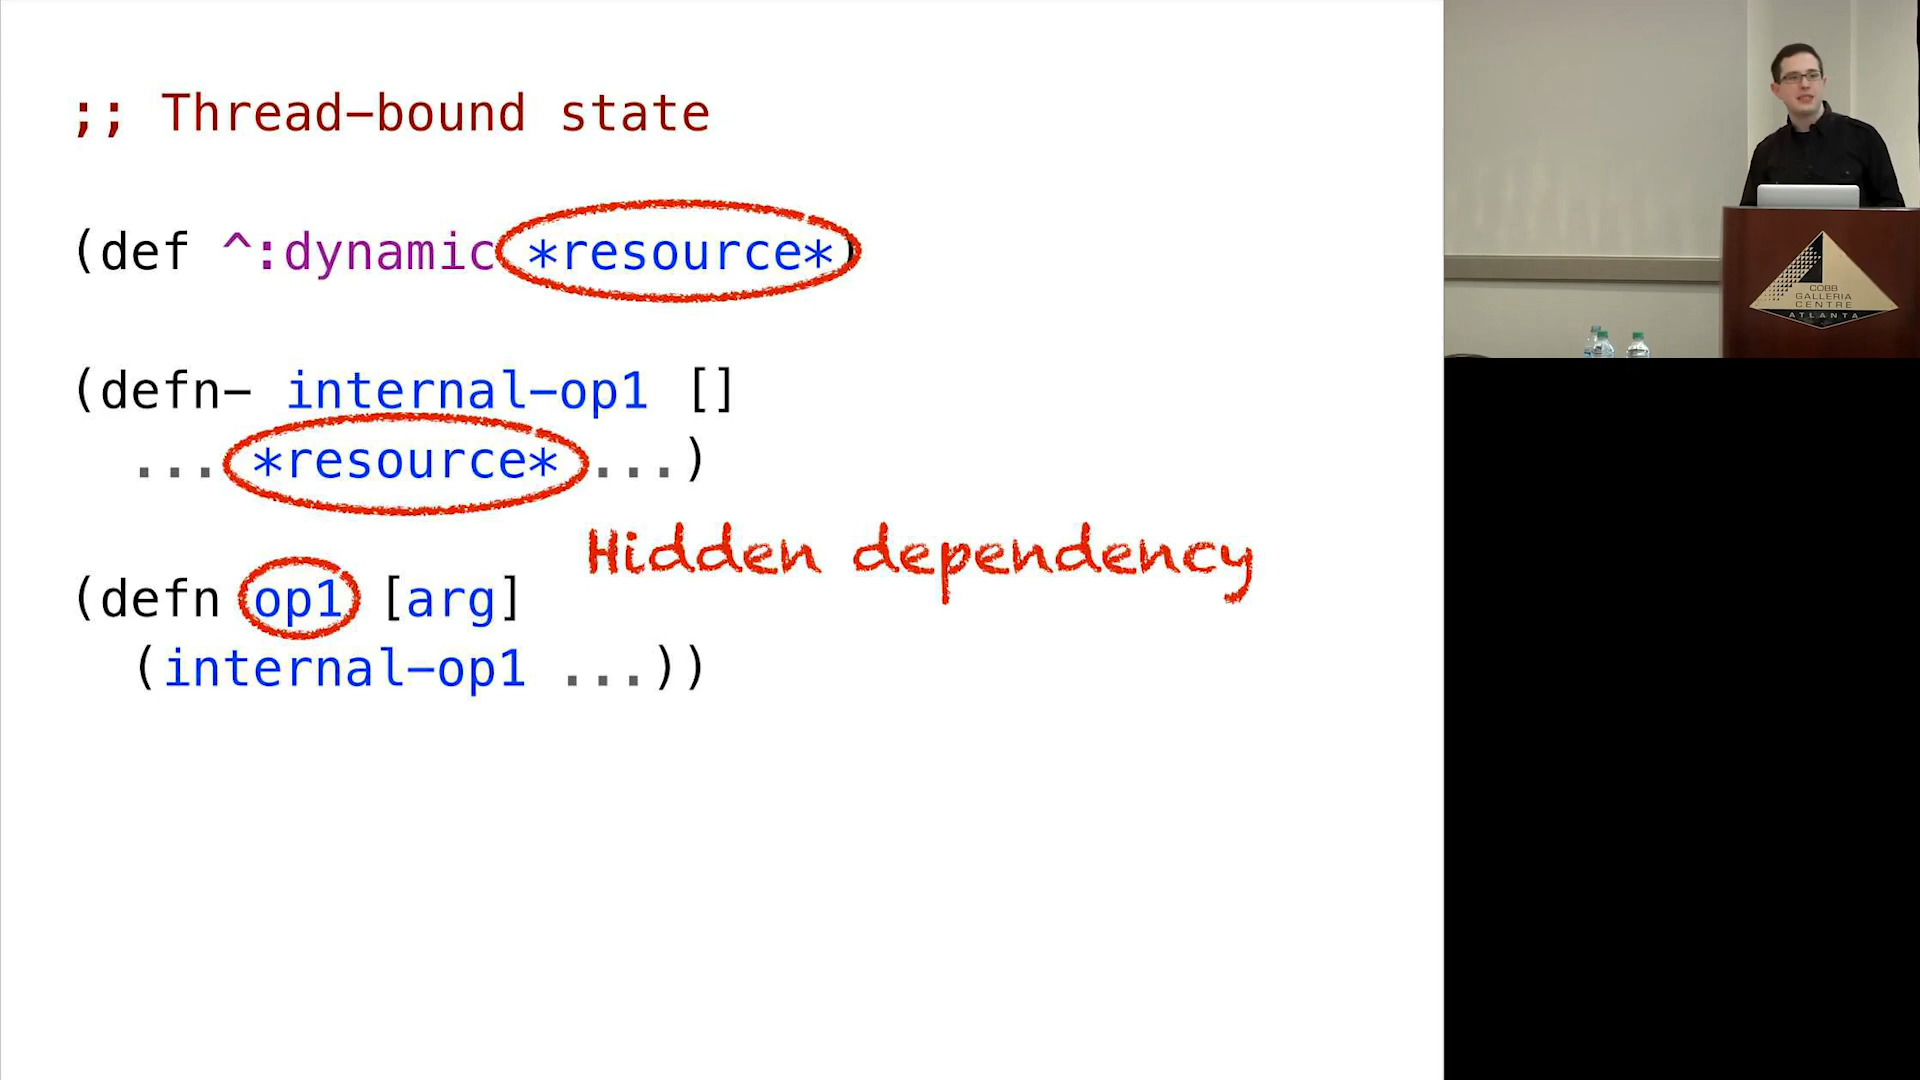 ;; Thread-bound state
(def ^:dynamic *resource*)
(defn- internal-op1 []
... *resource* ...)
Hidden dependency
(defn op1 [arg]
(internal-op1 ...))
COBB
GALLERIA
CENTRE
ATLANTA